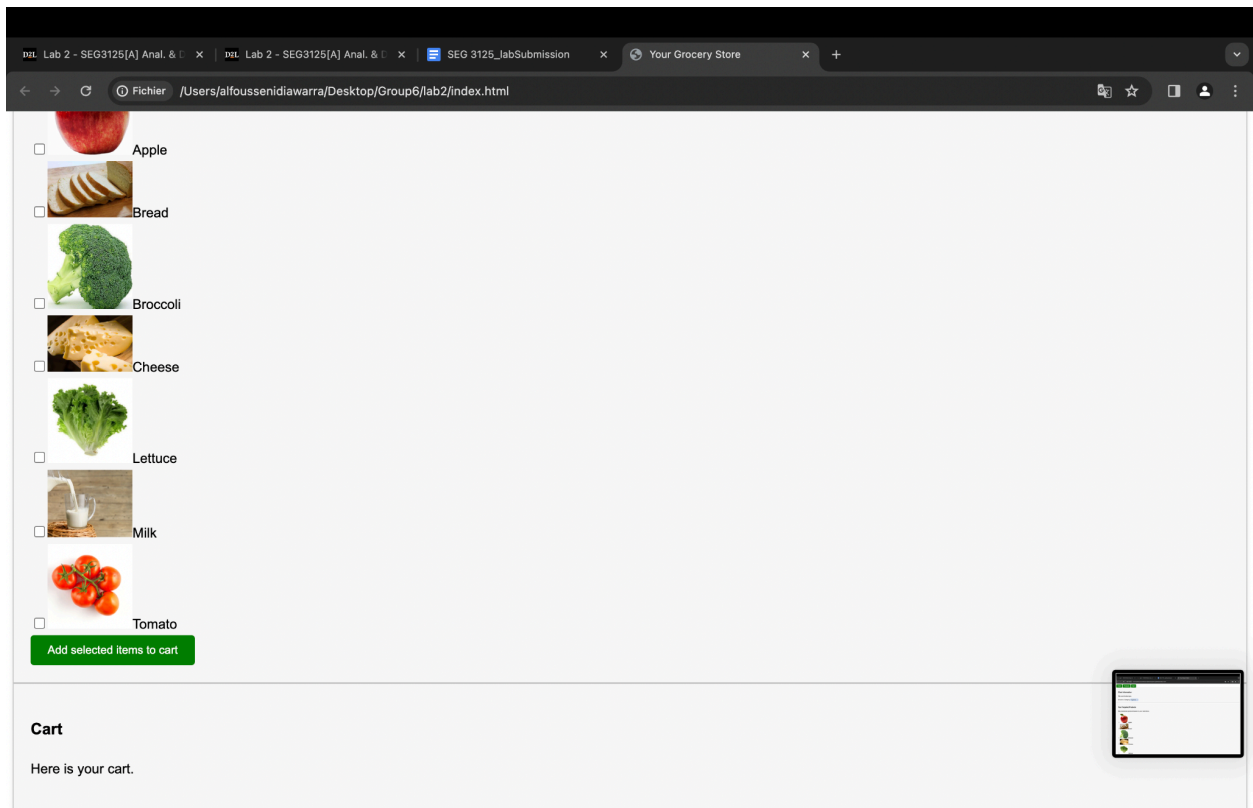 D2L Lab 2 - SEG3125[A] Anal. & D
D2L Lab 2 - SEG3125[A] Anal. & D
SEG 3125_labSubmission
Your Grocery Store
Fichier /Users/alfoussenidiawarra/Desktop/Group6/lab2/index.html
Apple
Bread
Broccoli
Cheese
Lettuce
Milk
Tomato
Add selected items to cart
Cart
Here is your cart.